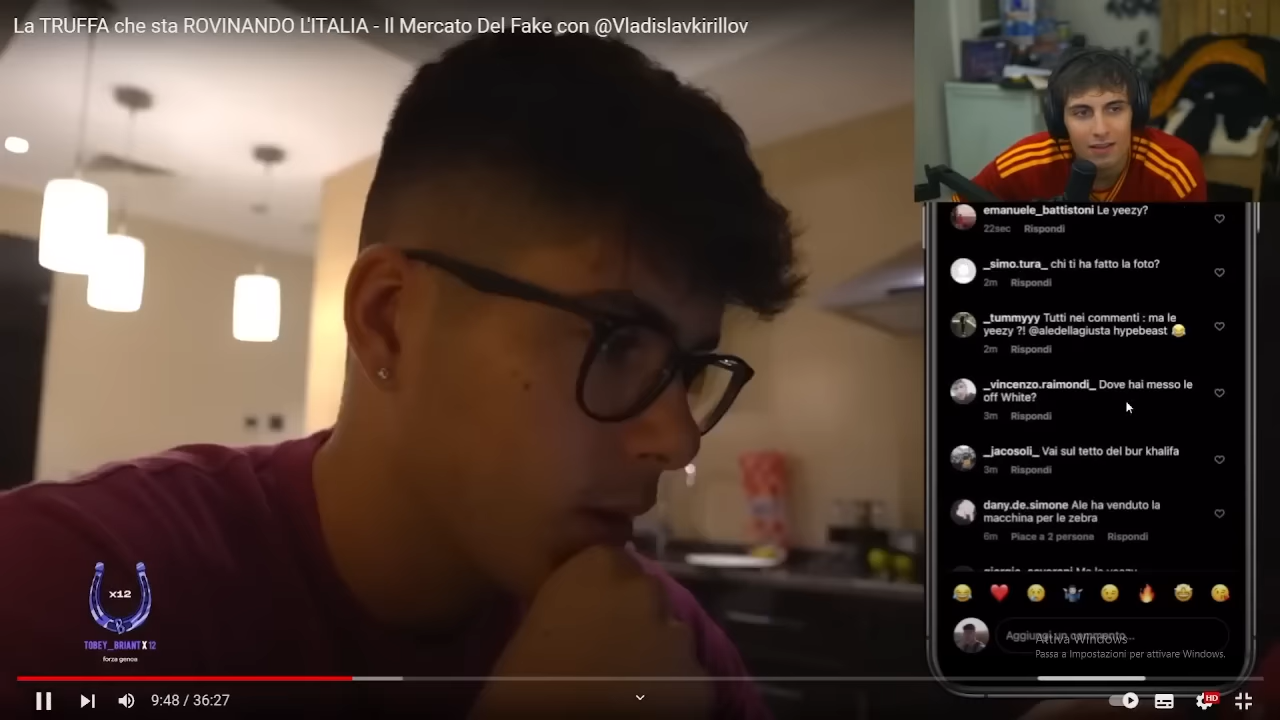 La TRUFFA che sta ROVINANDO L'ITALIA - Il Mercato Del Fake con @Vladislavkirillov
emanuele_battistoni Le yeezy?
22sec Rispondi
_simo.tura_ chi ti ha fatto la foto?
2m Rispondi
_tummyyy Tutti nei commenti : ma le
yeezy ?! @aledellagiusta hypebeast 😂
2m Rispondi
_vincenzo.raimondi_ Dove hai messo le
off White?
3m Rispondi
_jacosoli_ Vai sul tetto del bur khalifa
3m Rispondi
dany.de.simone Ale ha venduto la
macchina per le zebra
6m Piace a 2 persone Rispondi
Ma le yeezy
Aggiungi un commento...
Attiva Windows
Passa a Impostazioni per attivare Windows.
x12
TOBEY_BRIANT X 12
forza genoa
9:48 / 36:27
HD